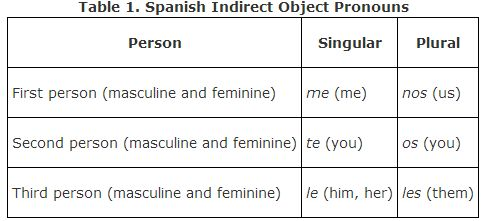 Table 1. Spanish Indirect Object Pronouns
Person Singular Plural
First person (masculine and feminine) me (me) nos (us)
Second person (masculine and feminine) te (you) os (you)
Third person (masculine and feminine) le (him, her) les (them)